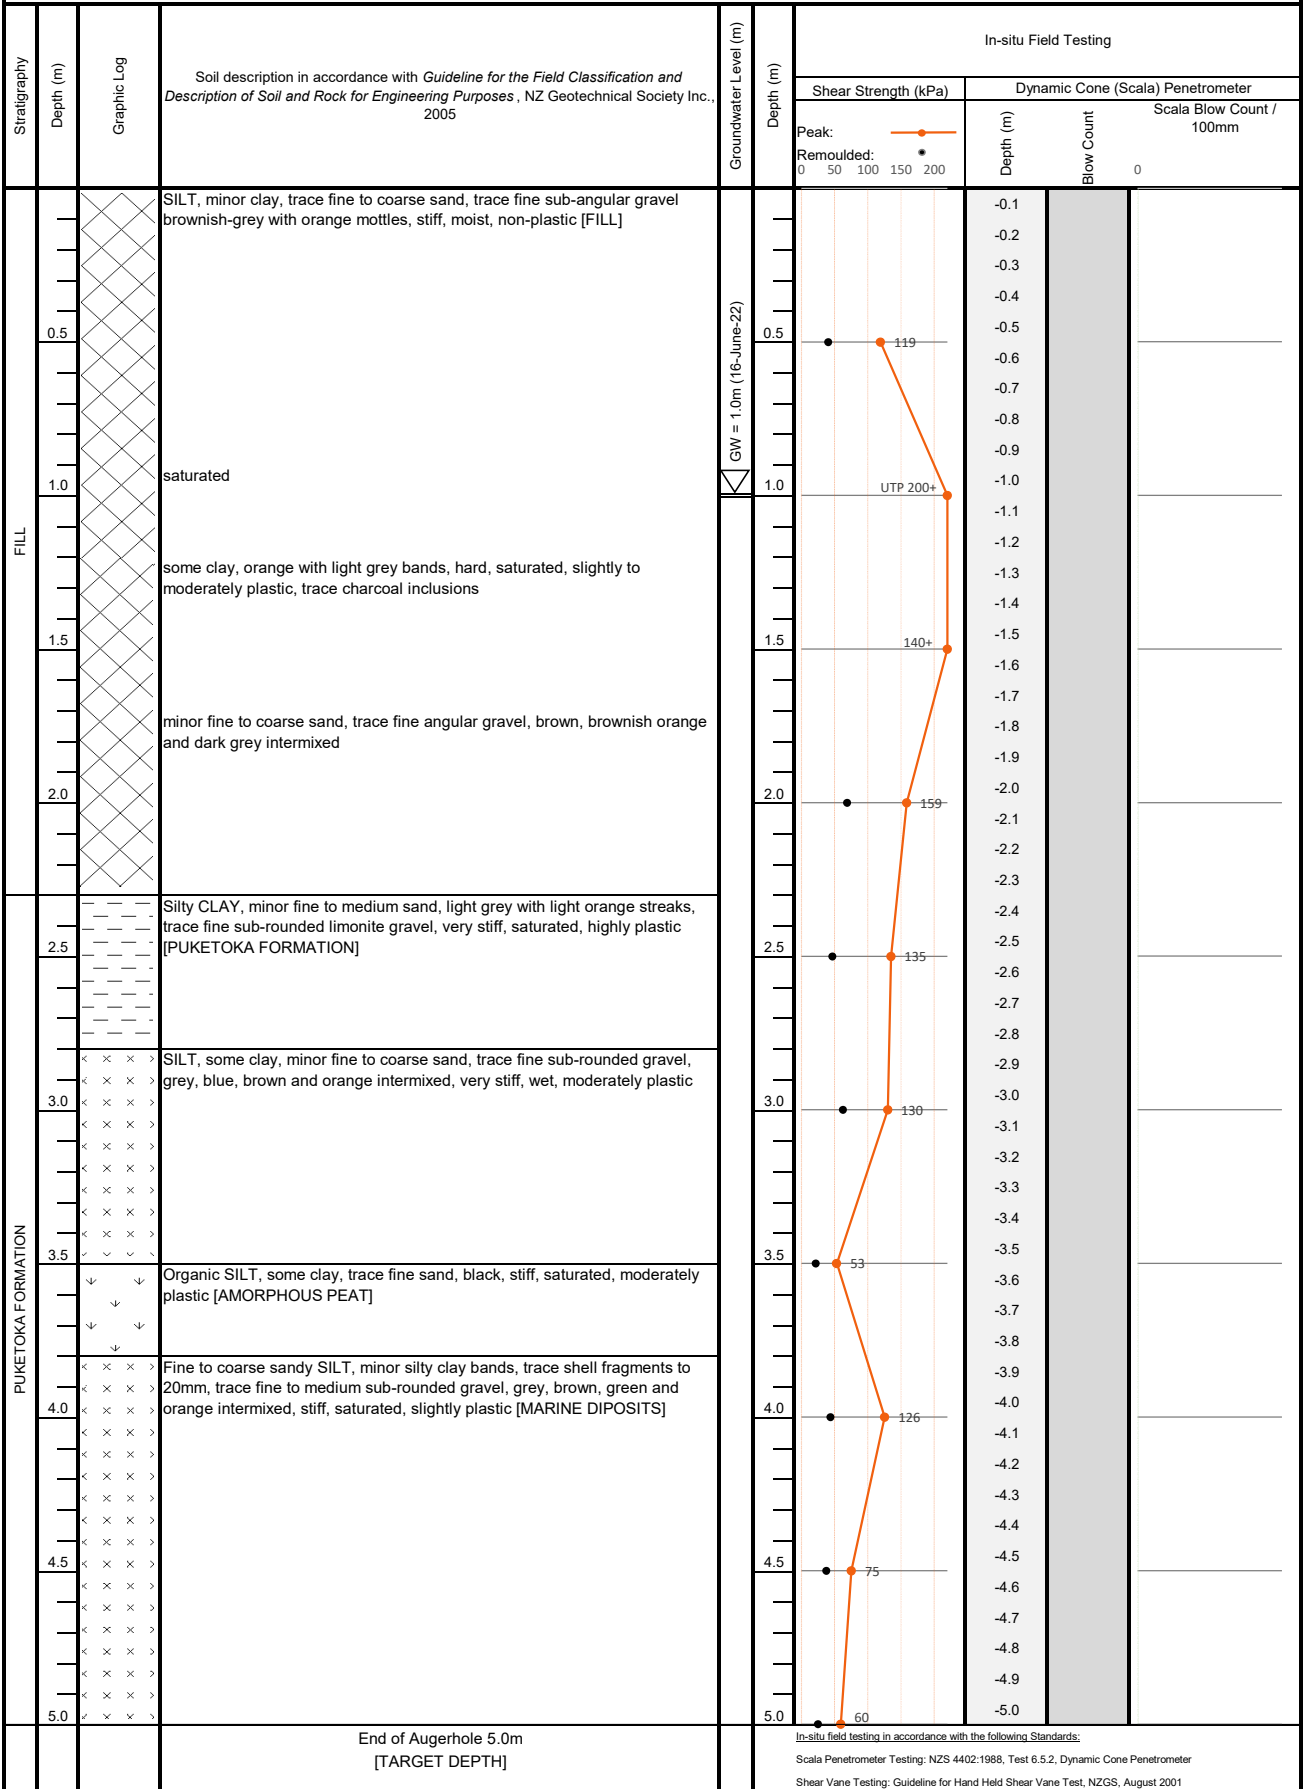 Stratigraphy
Depth (m)
Graphic Log
Soil description in accordance with Guideline for the Field Classification and
Description of Soil and Rock for Engineering Purposes , NZ Geotechnical Society Inc.,
2005
Groundwater Level (m)
Depth (m)
In-situ Field Testing
Shear Strength (kPa)
Peak:
Remoulded:
0 50 100 150 200
Dynamic Cone (Scala) Penetrometer
Depth (m)
Blow Count
Scala Blow Count /
100mm
0
FILL
PUKETOKA FORMATION
0.5
1.0
1.5
2.0
2.5
3.0
3.5
4.0
4.5
5.0
SILT, minor clay, trace fine to coarse sand, trace fine sub-angular gravel
brownish-grey with orange mottles, stiff, moist, non-plastic [FILL]
saturated
some clay, orange with light grey bands, hard, saturated, slightly to
moderately plastic, trace charcoal inclusions
minor fine to coarse sand, trace fine angular gravel, brown, brownish orange
and dark grey intermixed
Silty CLAY, minor fine to medium sand, light grey with light orange streaks,
trace fine sub-rounded limonite gravel, very stiff, saturated, highly plastic
[PUKETOKA FORMATION]
SILT, some clay, minor fine to coarse sand, trace fine sub-rounded gravel,
grey, blue, brown and orange intermixed, very stiff, wet, moderately plastic
Organic SILT, some clay, trace fine sand, black, stiff, saturated, moderately
plastic [AMORPHOUS PEAT]
Fine to coarse sandy SILT, minor silty clay bands, trace shell fragments to
20mm, trace fine to medium sub-rounded gravel, grey, brown, green and
orange intermixed, stiff, saturated, slightly plastic [MARINE DIPOSITS]
End of Augerhole 5.0m
[TARGET DEPTH]
GW = 1.0m (16-June-22)
0.5
1.0
1.5
2.0
2.5
3.0
3.5
4.0
4.5
5.0
119
UTP 200+
140+
159
135
130
53
126
75
60
-0.1
-0.2
-0.3
-0.4
-0.5
-0.6
-0.7
-0.8
-0.9
-1.0
-1.1
-1.2
-1.3
-1.4
-1.5
-1.6
-1.7
-1.8
-1.9
-2.0
-2.1
-2.2
-2.3
-2.4
-2.5
-2.6
-2.7
-2.8
-2.9
-3.0
-3.1
-3.2
-3.3
-3.4
-3.5
-3.6
-3.7
-3.8
-3.9
-4.0
-4.1
-4.2
-4.3
-4.4
-4.5
-4.6
-4.7
-4.8
-4.9
-5.0
In-situ field testing in accordance with the following Standards:
Scala Penetrometer Testing: NZS 4402:1988, Test 6.5.2, Dynamic Cone Penetrometer
Shear Vane Testing: Guideline for Hand Held Shear Vane Test, NZGS, August 2001